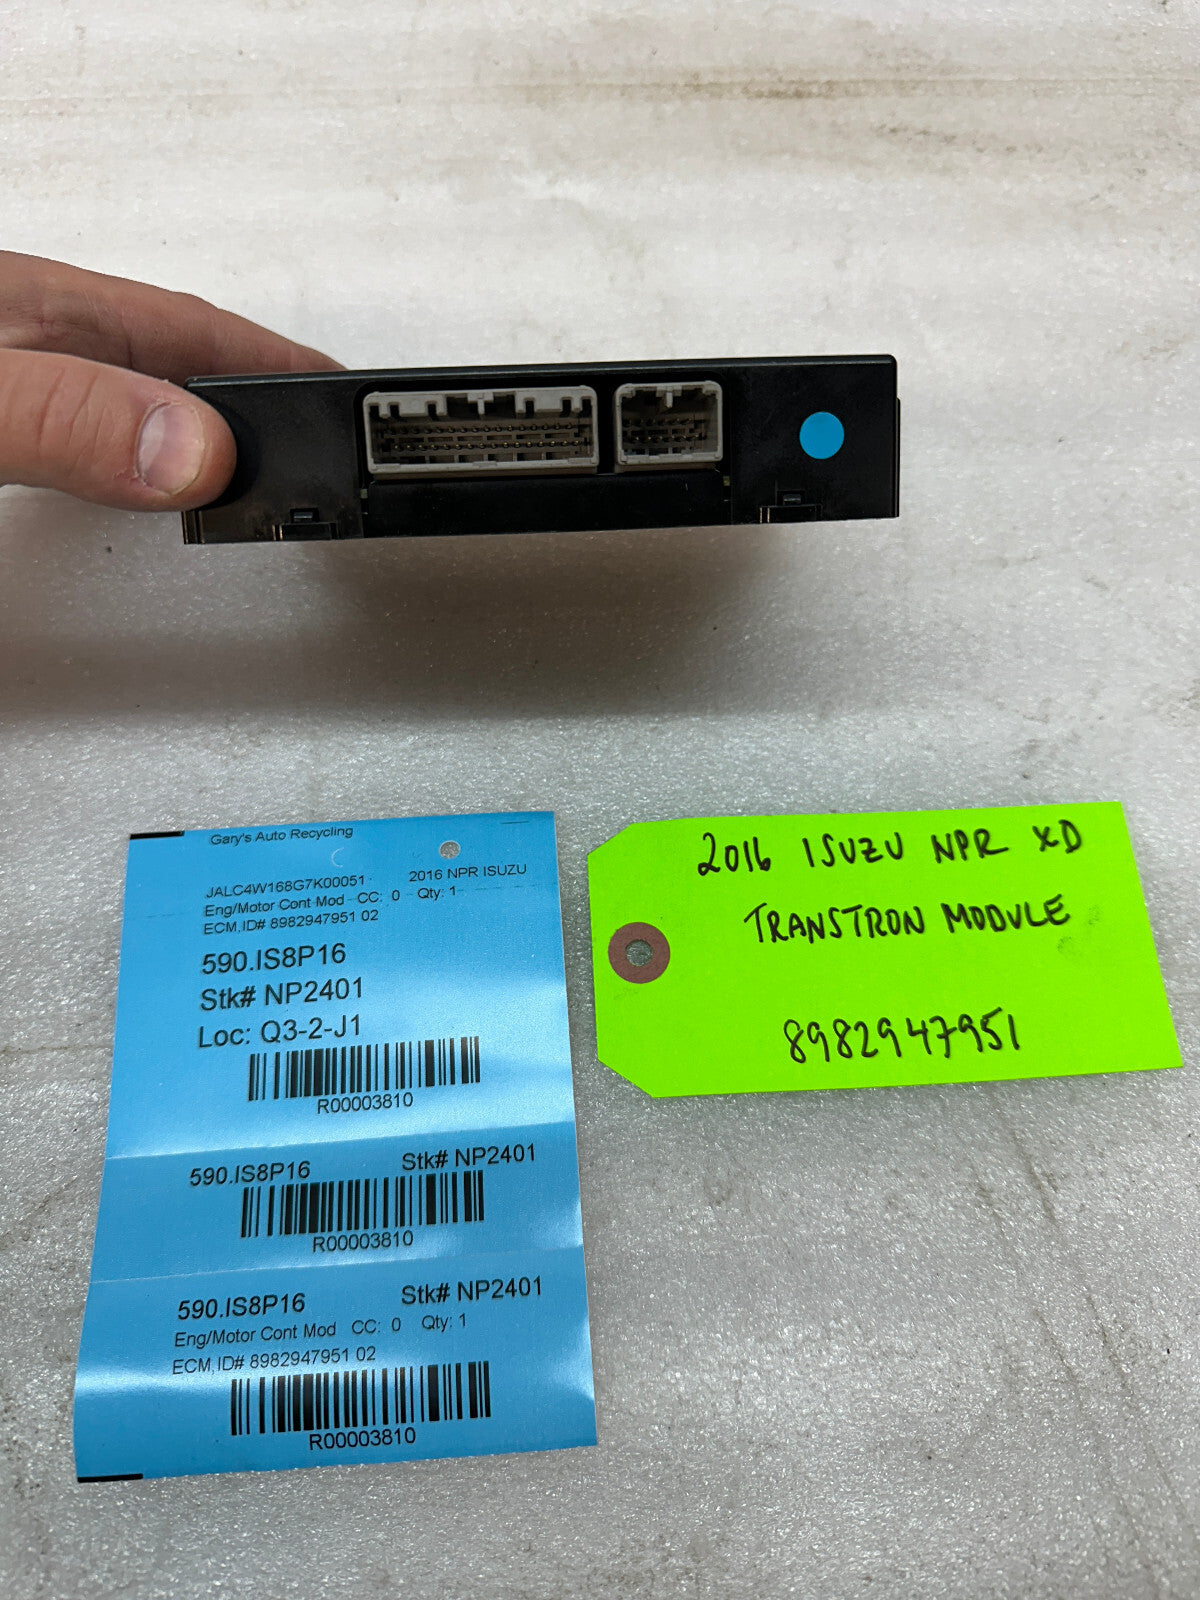 Gary's Auto Recycling
JALC4W168G7K00051 2016 NPR ISUZU
Eng/Motor Cont Mod CC: 0 Qty: 1
ECM,ID# 8982947951 02
590.IS8P16
Stk# NP2401
Loc: Q3-2-J1
R00003810
590.IS8P16 Stk# NP2401
R00003810
590.IS8P16 Stk# NP2401
Eng/Motor Cont Mod CC: 0 Qty: 1
ECM,ID# 8982947951 02
R00003810
2016 ISUZU NPR XD
TRANSTRON MODULE
8982947951